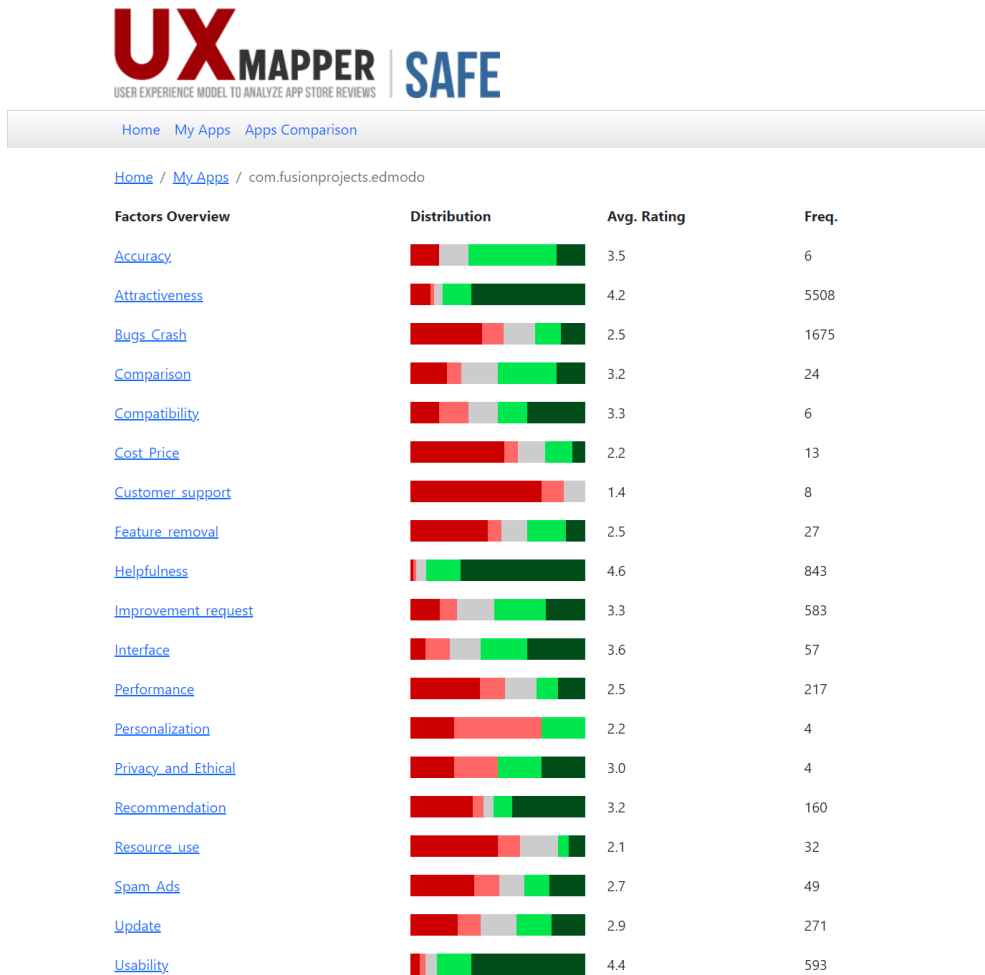 UX MAPPER | SAFE
USER EXPERIENCE MODEL TO ANALYZE APP STORE REVIEWS
Home My Apps Apps Comparison
Home / My Apps / com.fusionprojects.edmodo
Factors Overview Distribution Avg. Rating Freq.
Accuracy 3.5 6
Attractiveness 4.2 5508
Bugs_Crash 2.5 1675
Comparison 3.2 24
Compatibility 3.3 6
Cost_Price 2.2 13
Customer_support 1.4 8
Feature_removal 2.5 27
Helpfulness 4.6 843
Improvement_request 3.3 583
Interface 3.6 57
Performance 2.5 217
Personalization 2.2 4
Privacy_and_Ethical 3.0 4
Recommendation 3.2 160
Resource_use 2.1 32
Spam_Ads 2.7 49
Update 2.9 271
Usability 4.4 593